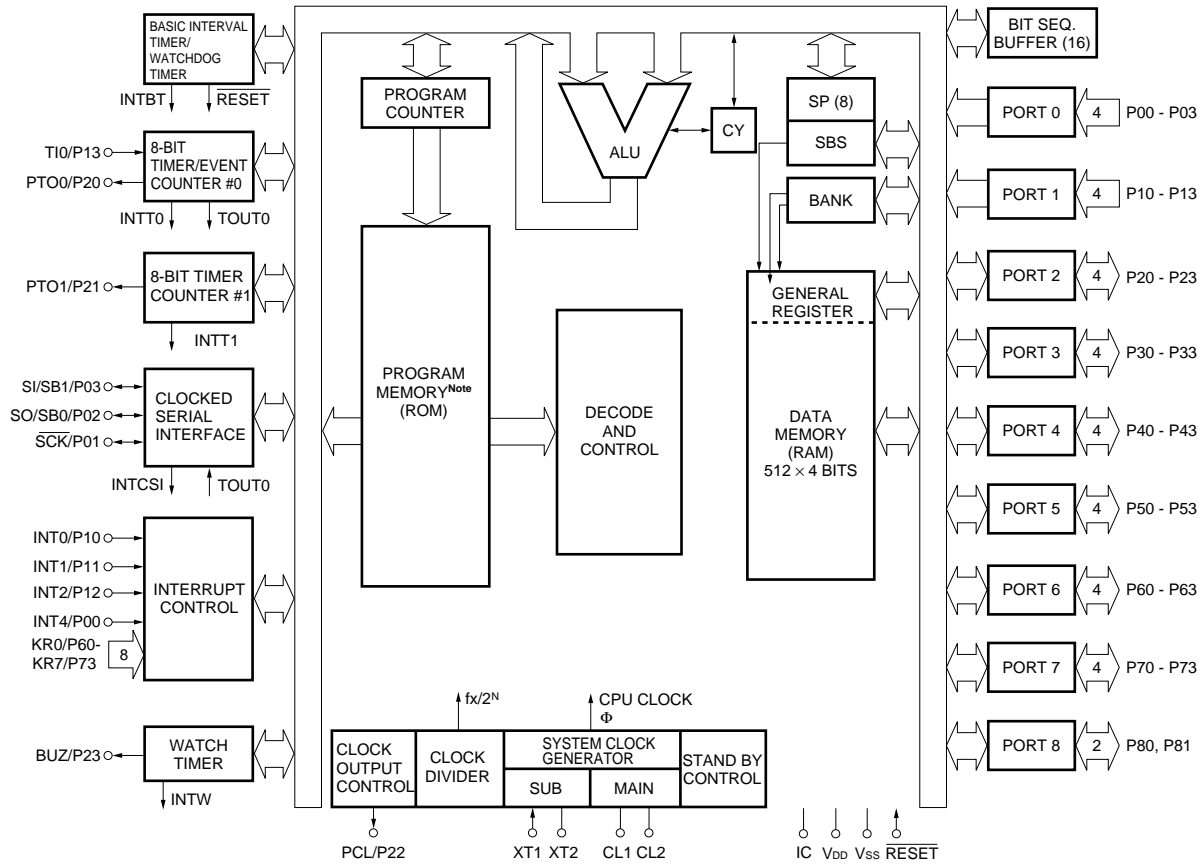 BASIC INTERVAL
TIMER/
WATCHDOG
TIMER
INTBT
RESET
TI0/P13
PTO0/P20
8-BIT
TIMER/EVENT
COUNTER #0
INTT0
TOUT0
PTO1/P21
8-BIT TIMER
COUNTER #1
INTT1
SI/SB1/P03
SO/SB0/P02
SCK/P01
CLOCKED
SERIAL
INTERFACE
INTCSI
TOUT0
INT0/P10
INT1/P11
INT2/P12
INT4/P00
KR0/P60-
KR7/P73
8
INTERRUPT
CONTROL
BUZ/P23
WATCH
TIMER
INTW
PROGRAM
COUNTER
ALU
CY
SP (8)
SBS
BANK
PROGRAM
MEMORYNote
(ROM)
DECODE
AND
CONTROL
GENERAL
REGISTER
DATA
MEMORY
(RAM)
512 × 4 BITS
fx/2N
CPU CLOCK
Φ
CLOCK
OUTPUT
CONTROL
CLOCK
DIVIDER
SYSTEM CLOCK
GENERATOR
SUB
MAIN
STAND BY
CONTROL
PCL/P22
XT1
XT2
CL1
CL2
IC
VDD
VSS
RESET
BIT SEQ.
BUFFER (16)
PORT 0
4
P00 - P03
PORT 1
4
P10 - P13
PORT 2
4
P20 - P23
PORT 3
4
P30 - P33
PORT 4
4
P40 - P43
PORT 5
4
P50 - P53
PORT 6
4
P60 - P63
PORT 7
4
P70 - P73
PORT 8
2
P80, P81